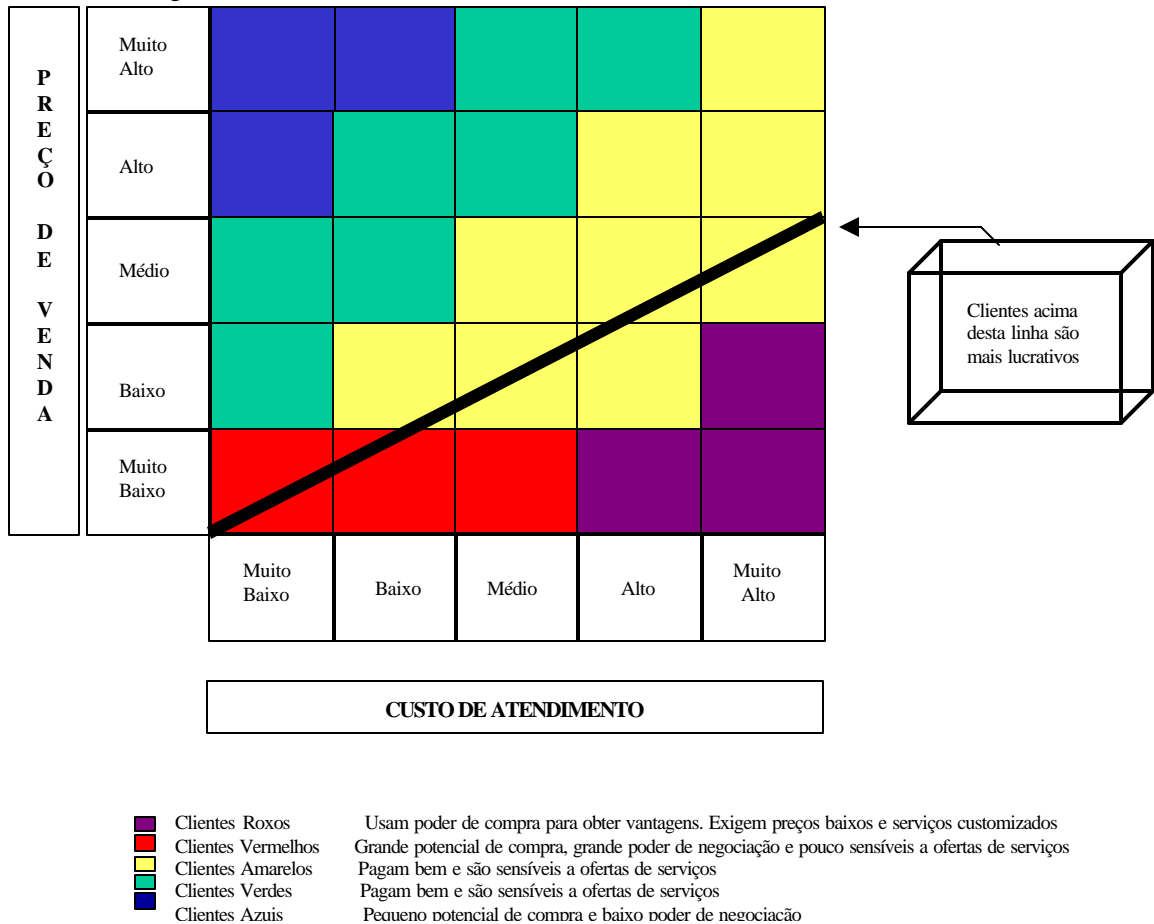 PREÇO DE VENDA
Muito
Alto
Alto
Médio
Baixo
Muito
Baixo
Clientes acima
desta linha são
mais lucrativos
Muito
Baixo
Baixo
Médio
Alto
Muito
Alto
CUSTO DE ATENDIMENTO
Clientes Roxos Usam poder de compra para obter vantagens. Exigem preços baixos e serviços customizados
Clientes Vermelhos Grande potencial de compra, grande poder de negociação e pouco sensíveis a ofertas de serviços
Clientes Amarelos Pagam bem e são sensíveis a ofertas de serviços
Clientes Verdes Pagam bem e são sensíveis a ofertas de serviços
Clientes Azuis Pequeno potencial de compra e baixo poder de negociação